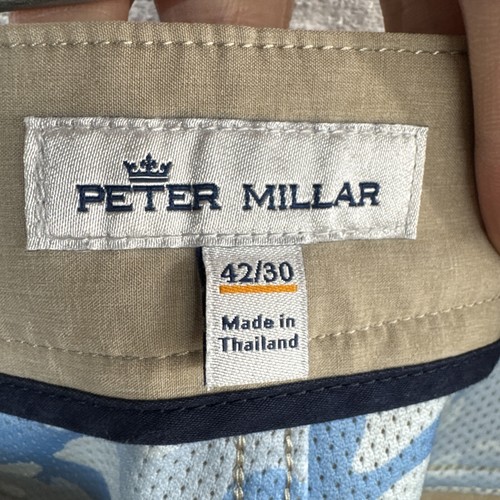 PETER MILLAR
42/30
Made in
Thailand